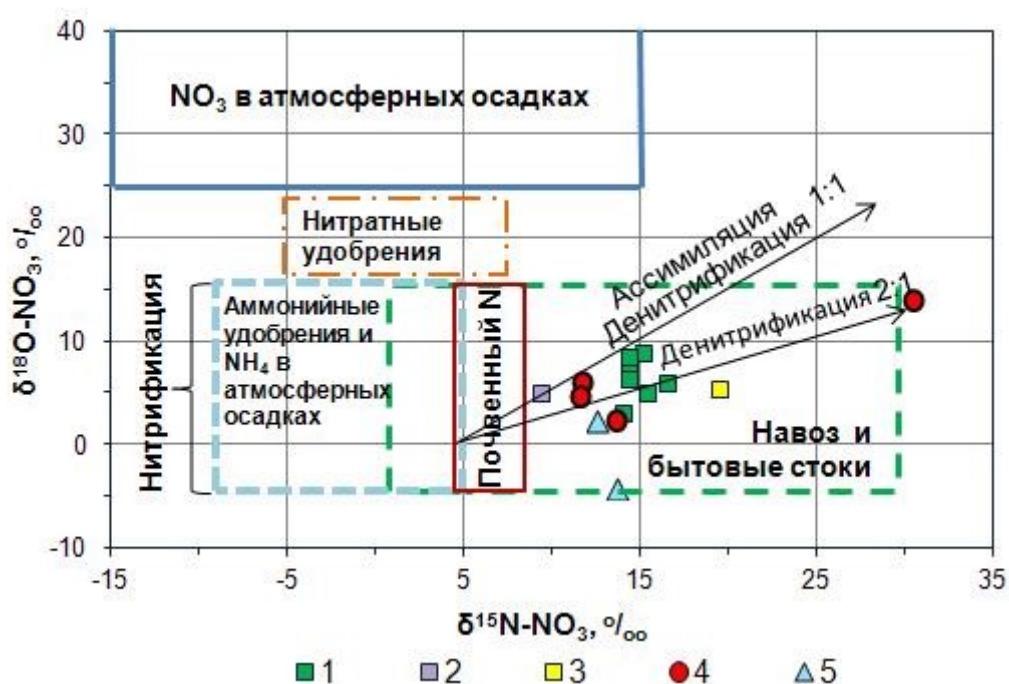 40
30
20
10
0
-10
-15
-5
5
15
25
35
δ¹⁸O-NO₃, º/ₒₒ
δ¹⁵N-NO₃, º/ₒₒ
NO₃ в атмосферных осадках
Нитратные
удобрения
Нитрификация
Аммонийные
удобрения и
NH₄ в
атмосферных
осадках
Почвенный N
Ассимиляция
Денитрификация 1:1
Денитрификация 2:1
Навоз и
бытовые стоки
1 2 3 4 5